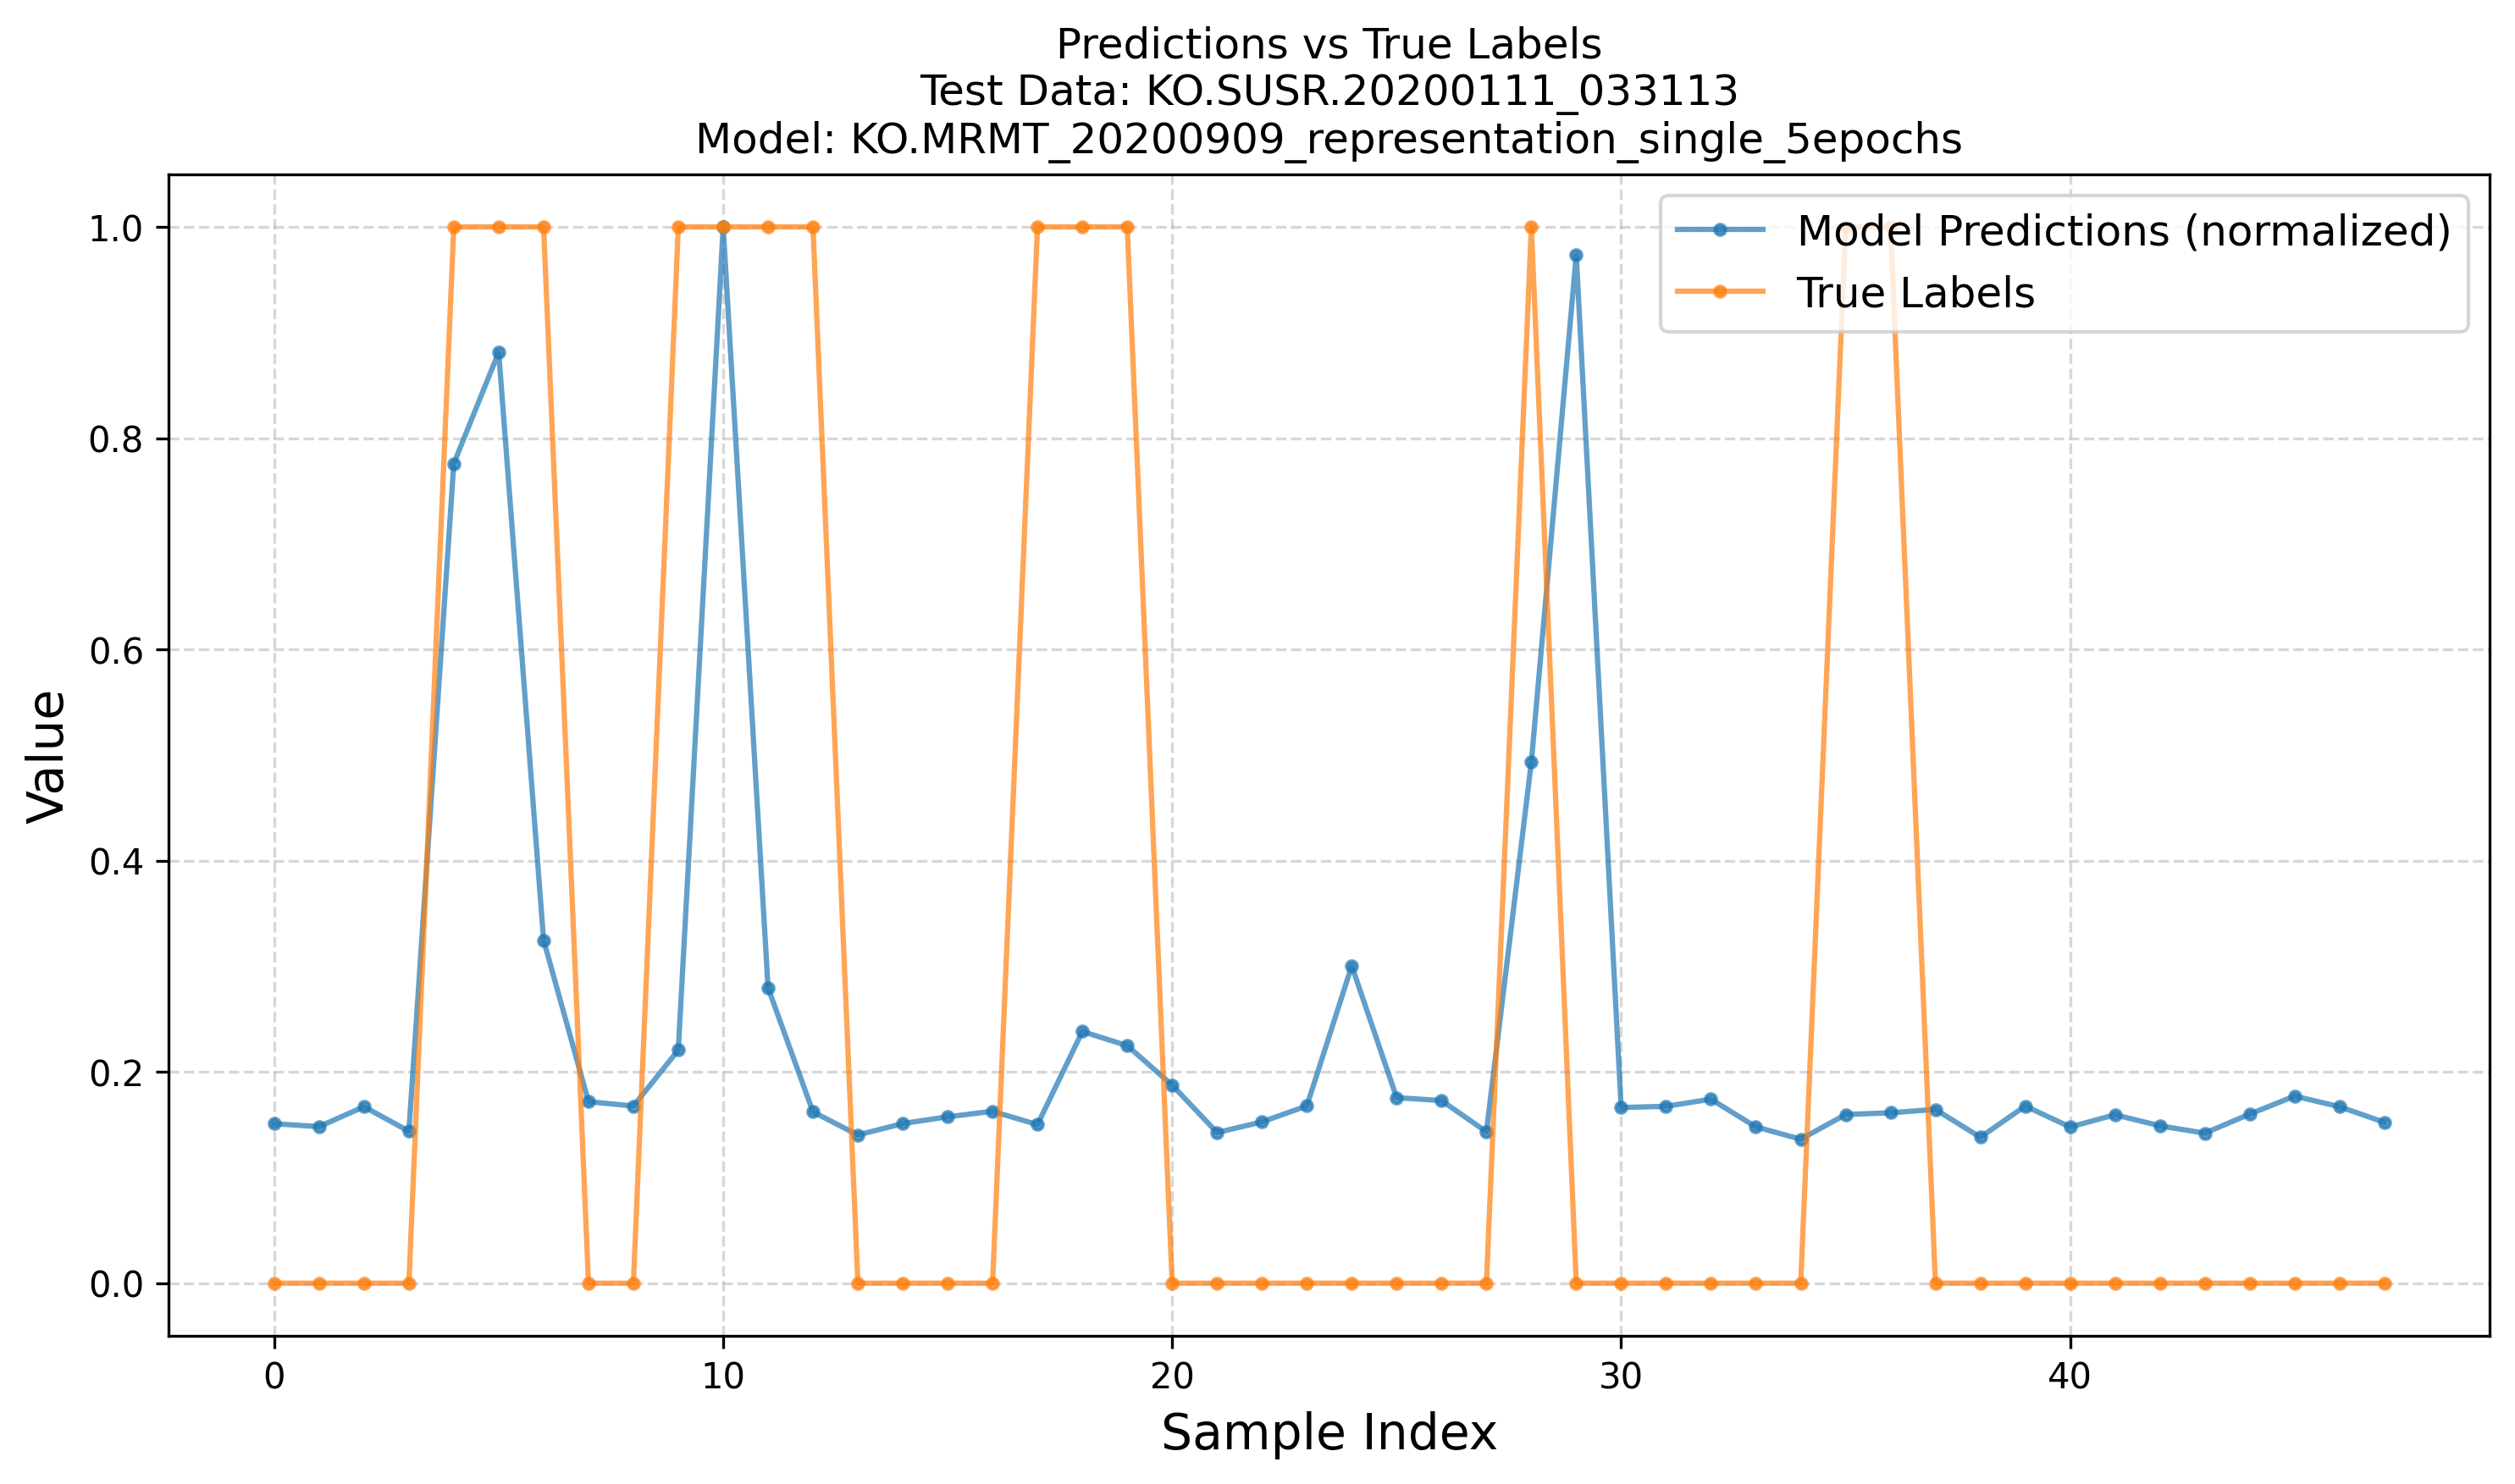 Predictions vs True Labels
Test Data: KO.SUSR.20200111_033113
Model: KO.MRMT_20200909_representation_single_5epochs
Model Predictions (normalized)
True Labels
1.0
0.8
0.6
0.4
0.2
0.0
Value
0 10 20 30 40
Sample Index